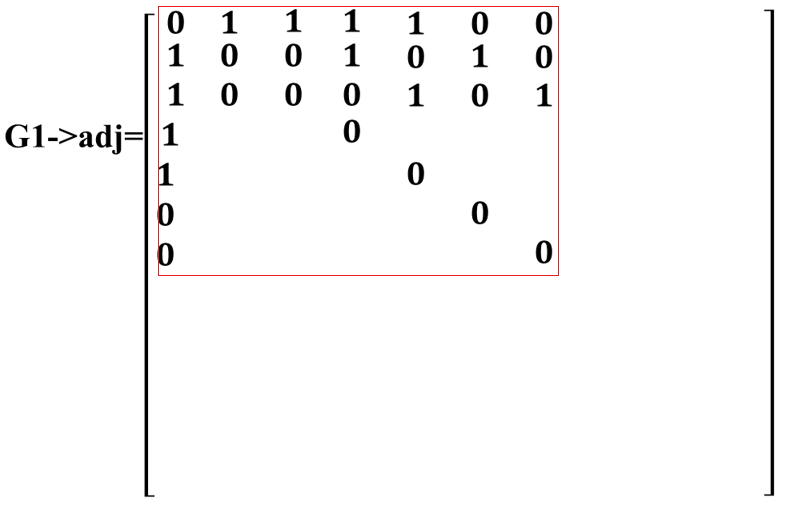 0 1 1 1 1 0 0
1 0 0 1 0 1 0
1 0 0 0 1 0 1
G1->adj= 1 0
1 0
0 0
0 0